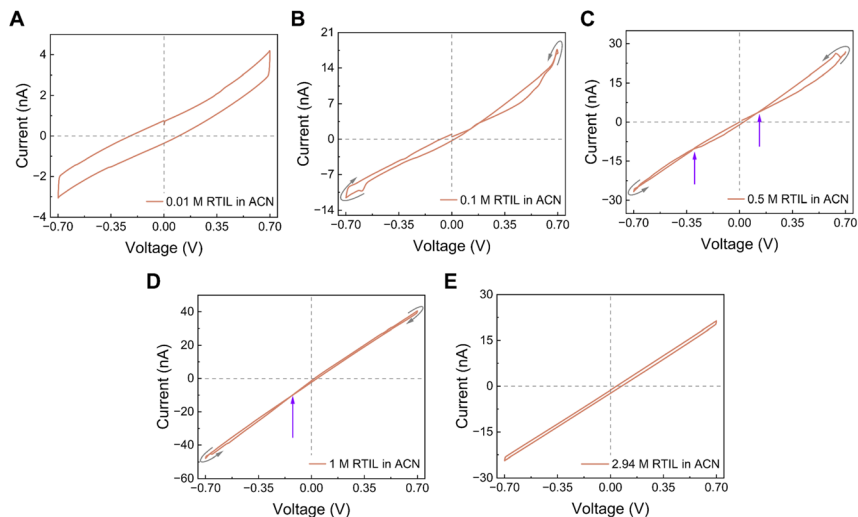 A
Current (nA)
4
2
0
−2
4
−0.70
−0.35
0.00
0.35
0.70
Voltage (V)
0.01 M RTIL in ACN
B
Current (nA)
18
14
7
0
−14
−0.70
−0.35
0.00
0.35
0.70
Voltage (V)
0.1 M RTIL in ACN
C
Current (nA)
30
15
0
−15
−30
−0.70
−0.35
0.00
0.35
0.70
Voltage (V)
0.5 M RTIL in ACN
D
Current (nA)
40
20
0
−20
−40
−60
−0.70
−0.35
0.00
0.35
0.70
Voltage (V)
1 M RTIL in ACN
E
Current (nA)
30
15
0
−15
−30
−0.70
−0.35
0.00
0.35
0.70
Voltage (V)
2.94 M RTIL in ACN